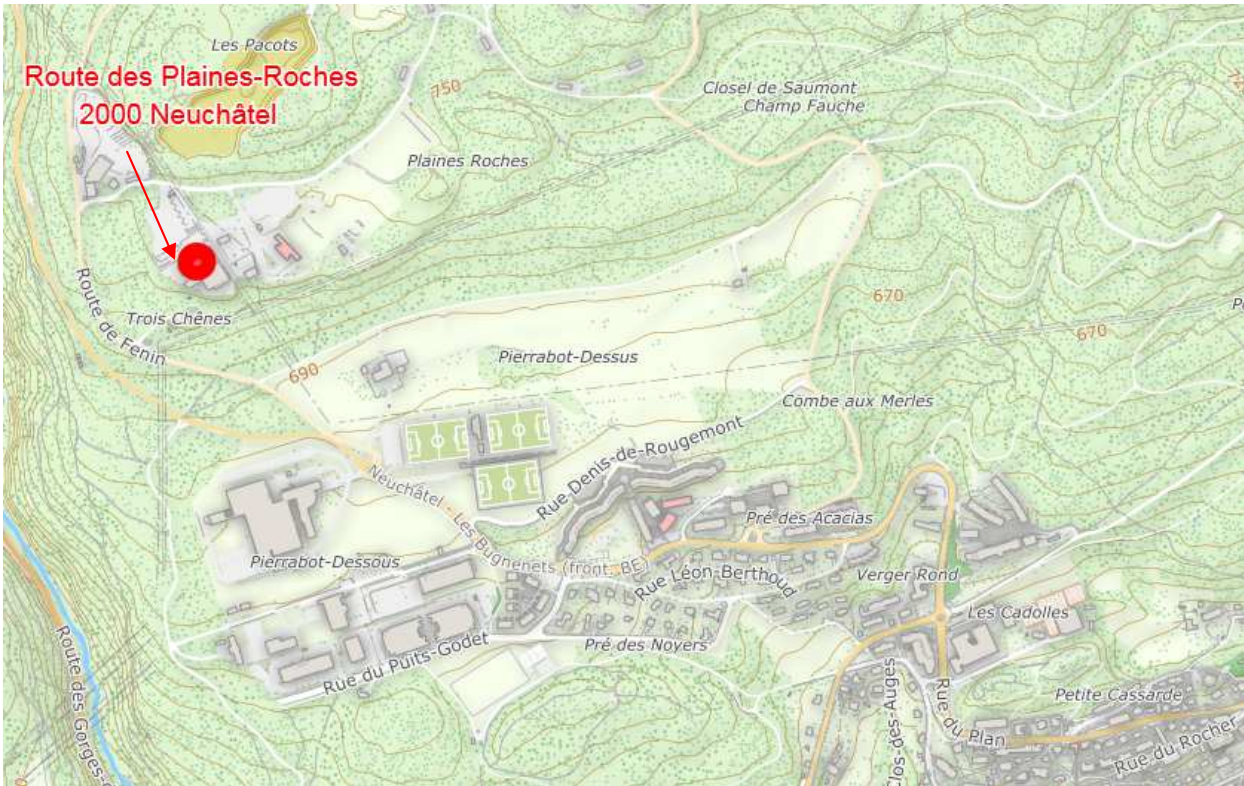 Les Pacots
Route des Plaines-Roches
2000 Neuchâtel
750
Closel de Saumont
Champ Fauche
Plaines Roches
Route de Fenin
Trois Chênes
670
690
Pierrabot-Dessus
670
Combe aux Merles
Rue Denis-de-Rougemont
Neuchâtel - Les Bugnenets (front. BE)
Pré des Acacias
Pierrabot-Dessous
Rue Léon-Berthoud
Verger Rond
Les Cadolles
Route des Gorges-
Rue du Puits-Godet
Pré des Noyers
Clos-des-Auges
Rue du Plan
Petite Cassarde
Rue du Rocher